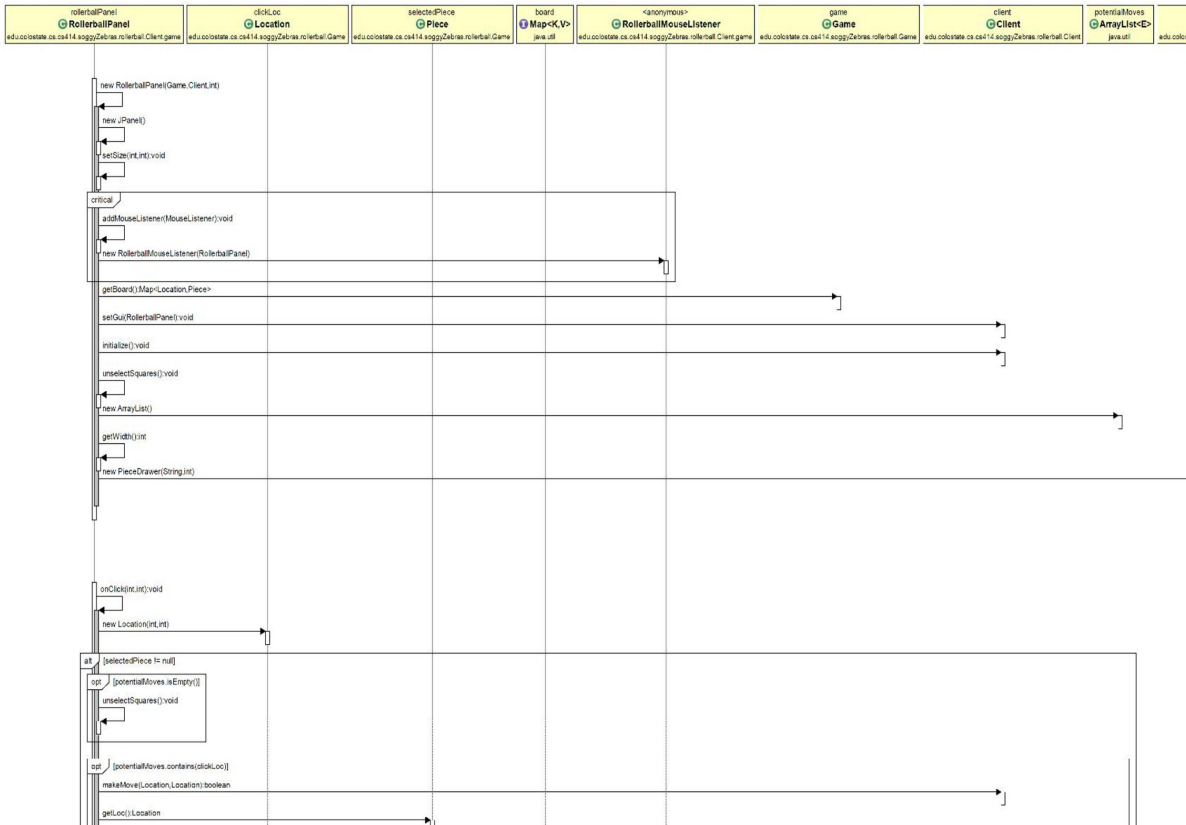 rollerballPanel
RollerballPanel
edu.colostate.cs.cs414.soggyZebras.rollerball.Client.game
clickLoc
Location
edu.colostate.cs.cs414.soggyZebras.rollerball.Game
selectedPiece
Piece
edu.colostate.cs.cs414.soggyZebras.rollerball.Game
board
Map<K,V>
java.util
<anonymous>
RollerballMouseListener
edu.colostate.cs.cs414.soggyZebras.rollerball.Client.game
game
Game
edu.colostate.cs.cs414.soggyZebras.rollerball.Game
client
Client
edu.colostate.cs.cs414.soggyZebras.rollerball.Client
potentialMoves
ArrayList<E>
java.util
new RollerballPanel(Game,Client,int)
new JPanel()
setSize(int,int):void
critical
addMouseListener(MouseListener):void
new RollerballMouseListener(RollerballPanel)
getBoard():Map<Location,Piece>
setGui(RollerballPanel):void
initialize():void
unselectSquares():void
new ArrayList()
getWidth():int
new PieceDrawer(String,int)
onClick(int,int):void
new Location(int,int)
alt [selectedPiece != null]
opt [potentialMoves.isEmpty()]
unselectSquares():void
opt [potentialMoves.contains(clickLoc)]
makeMove(Location,Location):boolean
getLoc():Location